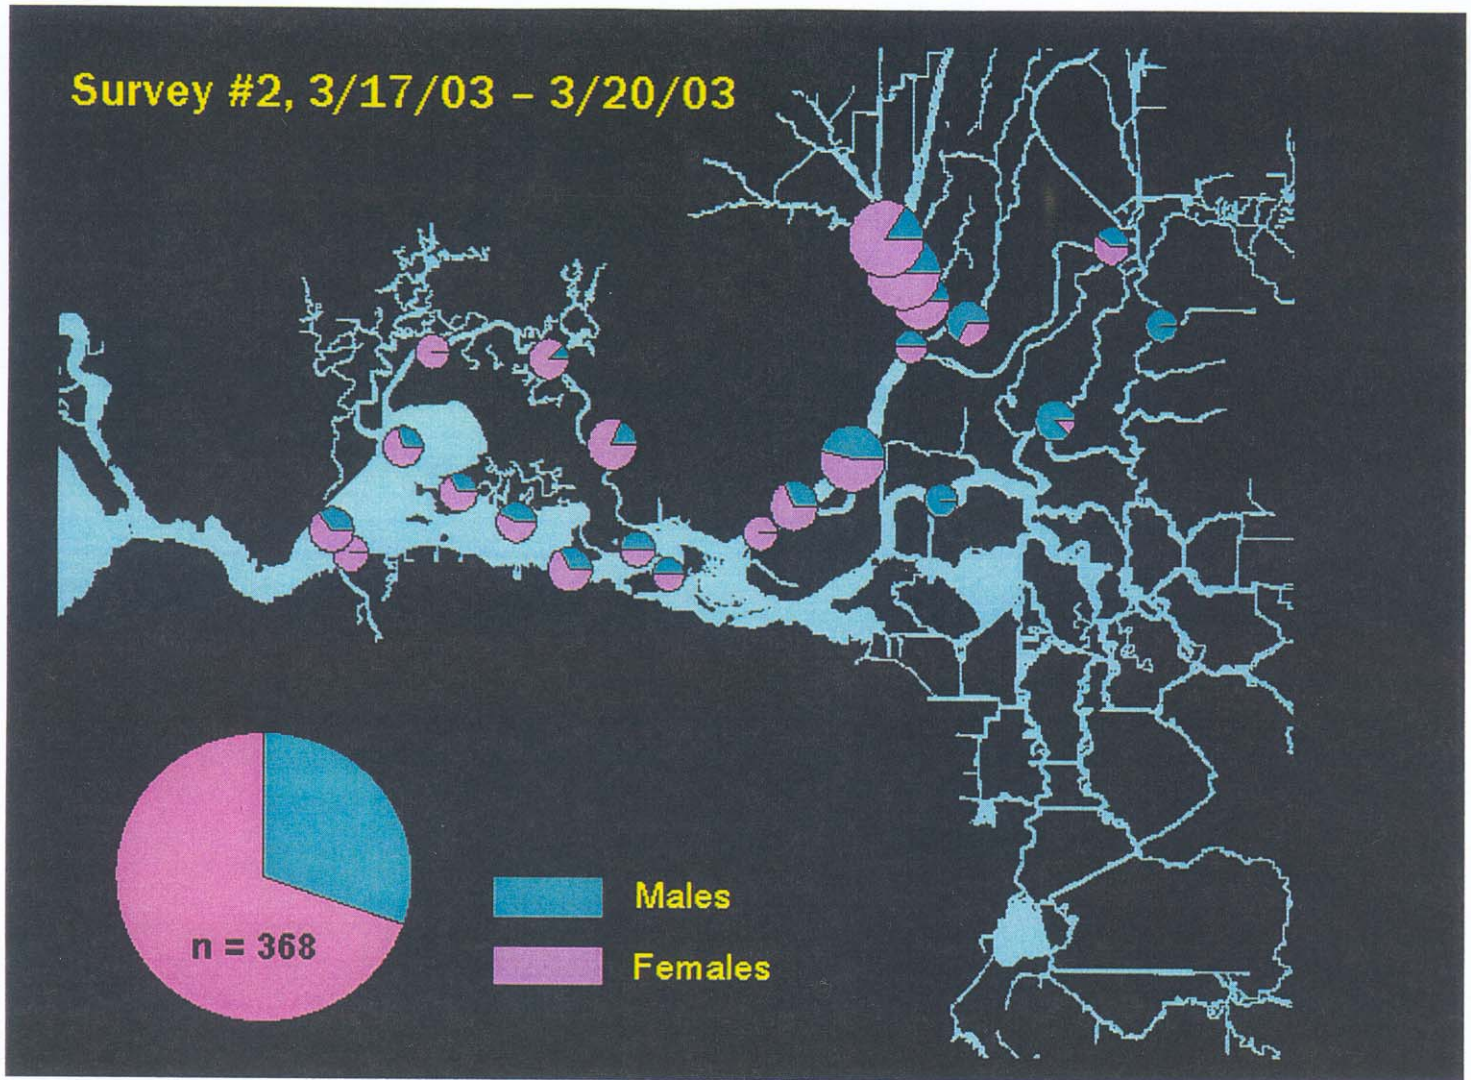 Survey #2, 3/17/03 – 3/20/03
Males
n = 368
Females